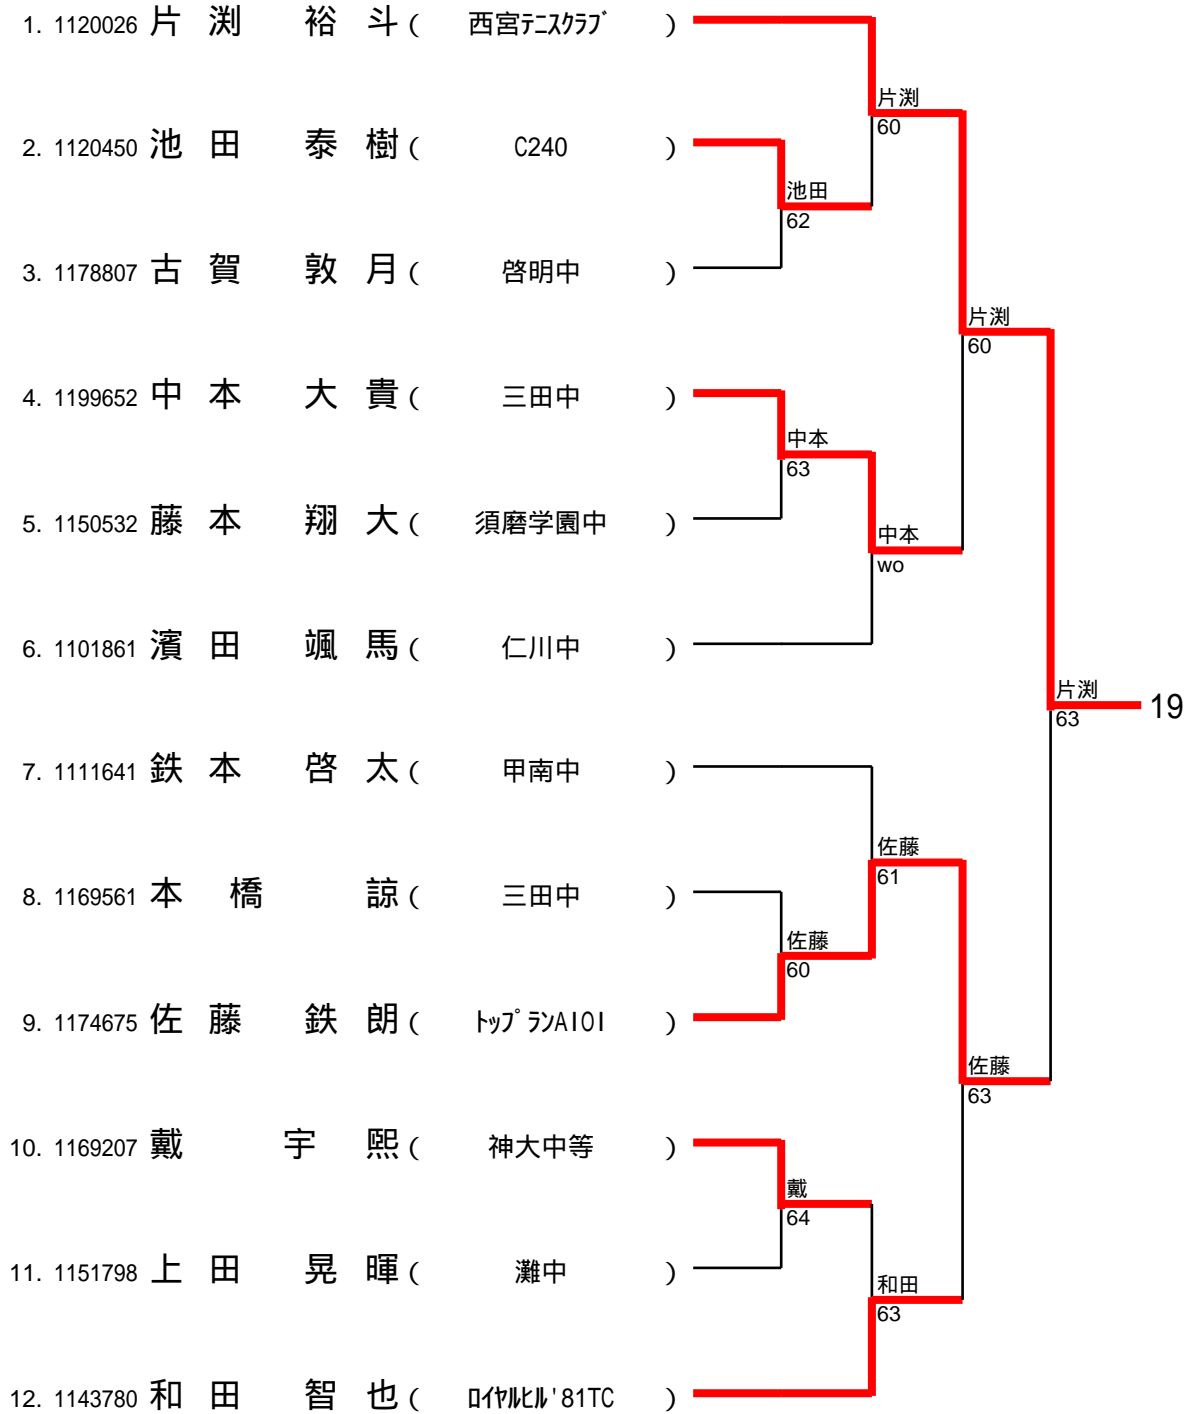 1. 1120026 片渕 裕斗 ( 西宮ﾃﾆｽｸﾗﾌﾞ )
片渕
60
2. 1120450 池田 泰樹 ( C240 )
池田
62
3. 1178807 古賀 敦月 ( 啓明中 )
片渕
60
4. 1199652 中本 大貴 ( 三田中 )
中本
63
5. 1150532 藤本 翔大 ( 須磨学園中 )
中本
wo
6. 1101861 濱田 颯馬 ( 仁川中 )
片渕
63
19
7. 1111641 鉄本 啓太 ( 甲南中 )
佐藤
61
8. 1169561 本橋 諒 ( 三田中 )
佐藤
60
9. 1174675 佐藤 鉄朗 ( ﾄｯﾌﾟﾗﾝAIOI )
佐藤
63
10. 1169207 戴 宇熙 ( 神大中等 )
戴
64
11. 1151798 上田 晃暉 ( 灘中 )
和田
63
12. 1143780 和田 智也 ( ﾛｲﾔﾙﾋﾙ'81TC )